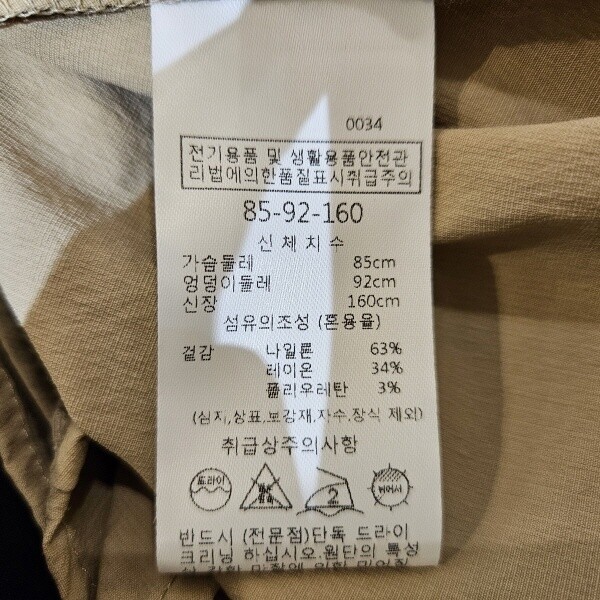 0034
전기용품 및 생활용품안전관
리법에의한품질표시취급주의
85-92-160
신 체 치 수
가슴둘레 85cm
엉덩이둘레 92cm
신장 160cm
섬유의조성 (혼용율)
겉감 나일론 63%
레이온 34%
폴리우레탄 3%
(심지,상표,보강재,자수.장식 제외)
취급상주의사항
드라이 2 뉘어서
반드시 (전문점)단독 드라이
크리닝 하십시오.원단의 특성